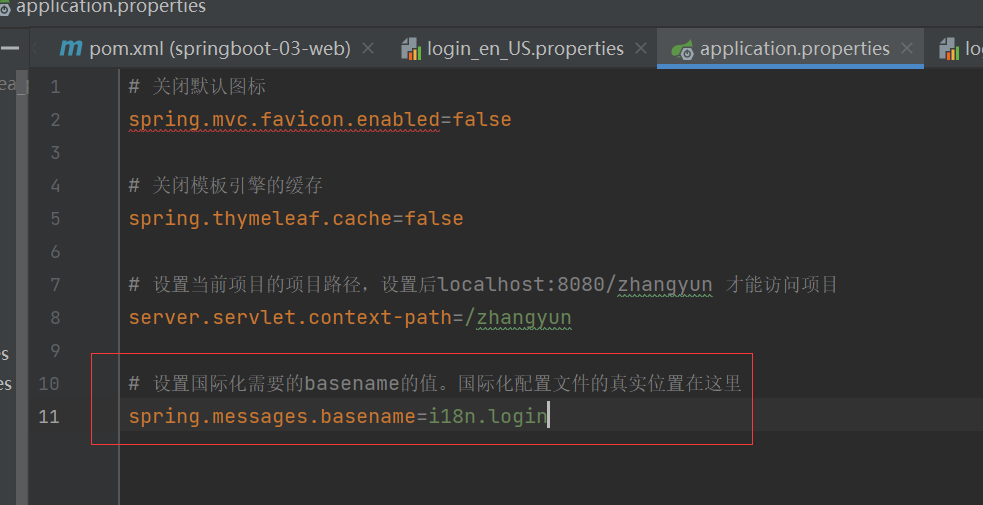 application.properties
m pom.xml (springboot-03-web) × login_en_US.properties × application.properties × lo
1 # 关闭默认图标
2 spring.mvc.favicon.enabled=false
3
4 # 关闭模板引擎的缓存
5 spring.thymeleaf.cache=false
6
7 # 设置当前项目的项目路径，设置后localhost:8080/zhangyun 才能访问项目
8 server.servlet.context-path=/zhangyun
9
10 # 设置国际化需要的basename的值。国际化配置文件的真实位置在这里
11 spring.messages.basename=i18n.login